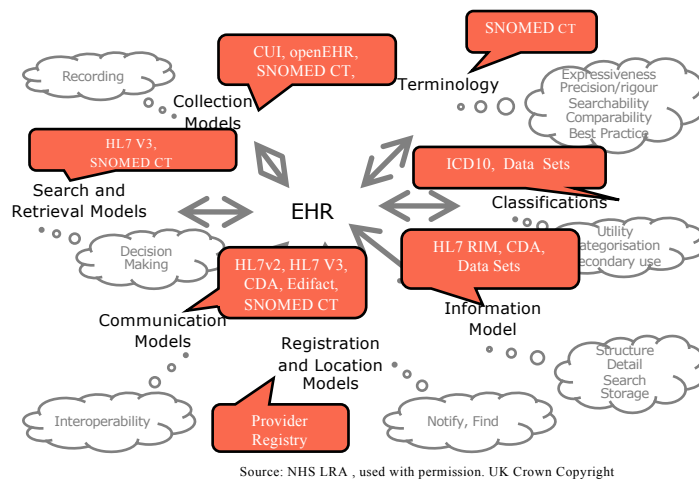 SNOMED CT
CUI, openEHR,
SNOMED CT,
Recording
Collection
Models
Terminology
Expressiveness
Precision/rigour
Searchability
Comparability
Best Practice
HL7 V3,
SNOMED CT
ICD10, Data Sets
Search and
Retrieval Models
EHR
Classifications
Decision
Making
HL7v2, HL7 V3,
CDA, Edifact,
SNOMED CT
HL7 RIM, CDA,
Data Sets
Utility
ategorisation
econdary use
Communication
Models
Information
Model
Registration
and Location
Models
Structure
Detail
Search
Storage
Interoperability
Provider
Registry
Notify, Find
Source: NHS LRA , used with permission. UK Crown Copyright